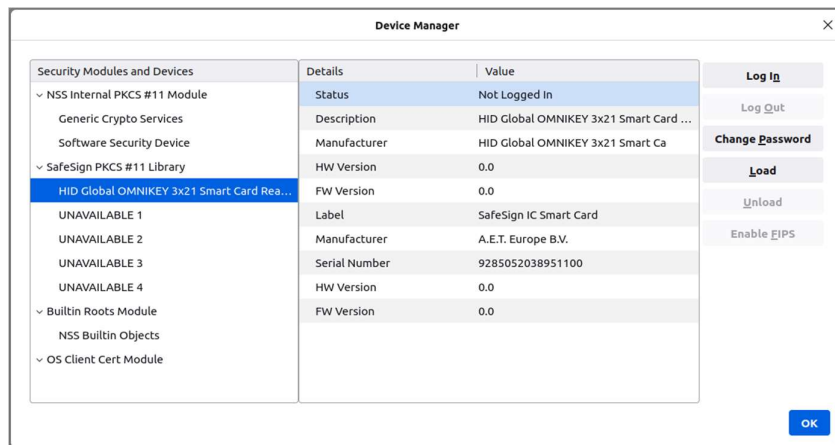 Device Manager
Security Modules and Devices
NSS Internal PKCS #11 Module
Generic Crypto Services
Software Security Device
SafeSign PKCS #11 Library
HID Global OMNIKEY 3x21 Smart Card Rea...
UNAVAILABLE 1
UNAVAILABLE 2
UNAVAILABLE 3
UNAVAILABLE 4
Builtin Roots Module
NSS Builtin Objects
OS Client Cert Module
Details Value
Status Not Logged In
Description HID Global OMNIKEY 3x21 Smart Card ...
Manufacturer HID Global OMNIKEY 3x21 Smart Ca
HW Version 0.0
FW Version 0.0
Label SafeSign IC Smart Card
Manufacturer A.E.T. Europe B.V.
Serial Number 9285052038951100
HW Version 0.0
FW Version 0.0
Log In
Log Out
Change Password
Load
Unload
Enable FIPS
OK